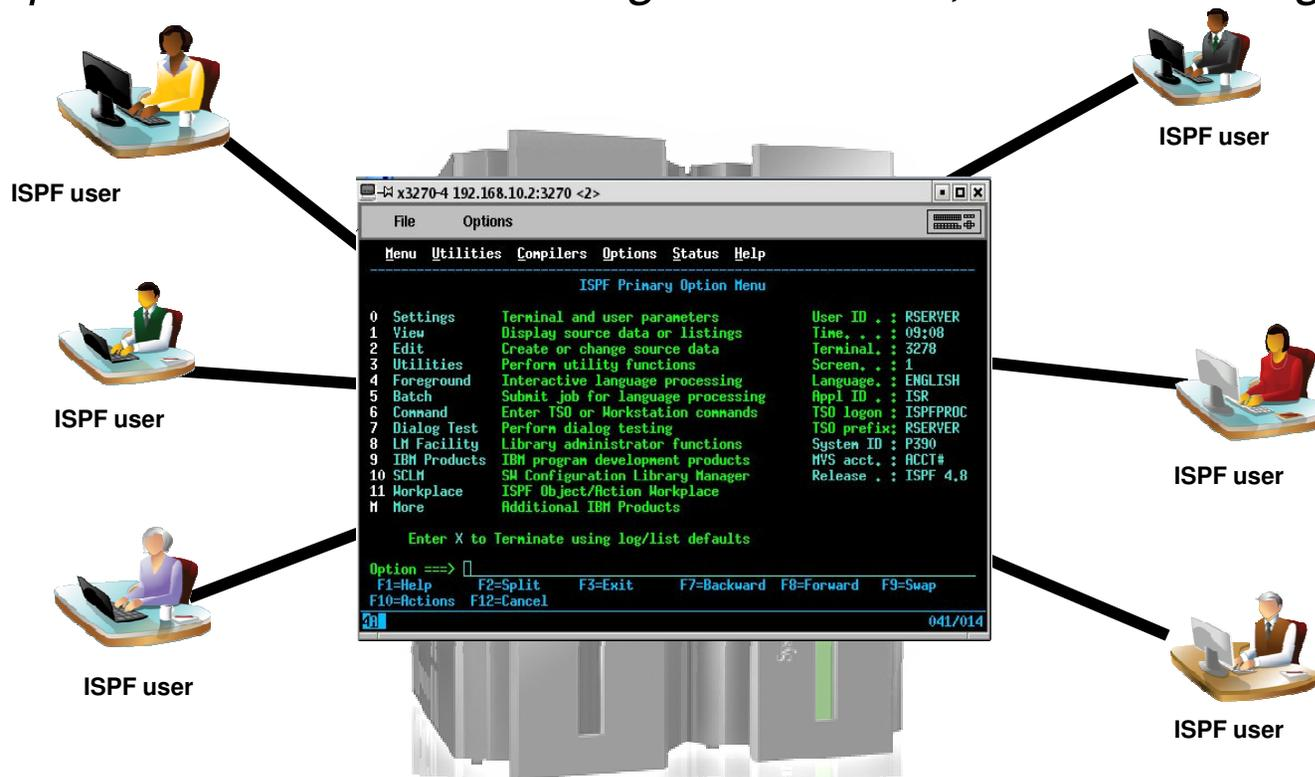 ISPF user
ISPF user
ISPF user
ISPF user
ISPF user
ISPF user
x3270-4 192.168.10.2:3270 <2>
File Options
Menu Utilities Compilers Options Status Help
ISPF Primary Option Menu
0 Settings Terminal and user parameters User ID . : RSERVER
1 View Display source data or listings Time. . . : 09:08
2 Edit Create or change source data Terminal. : 3278
3 Utilities Perform utility functions Screen. . : 1
4 Foreground Interactive language processing Language. : ENGLISH
5 Batch Submit job for language processing Appl ID . : ISR
6 Command Enter TSO or Workstation commands TSO logon : ISPFPROC
7 Dialog Test Perform dialog testing TSO prefix: RSERVER
8 LM Facility Library administrator functions System ID : P390
9 IBM Products IBM program development products MVS acct. : ACCT#
10 SCLM SW Configuration Library Manager Release . : ISPF 4.8
11 Workplace ISPF Object/Action Workplace
M More Additional IBM Products
Enter X to Terminate using log/list defaults
Option ===>
F1=Help F2=Split F3=Exit F7=Backward F8=Forward F9=Swap
F10=Actions F12=Cancel
4A 041/014